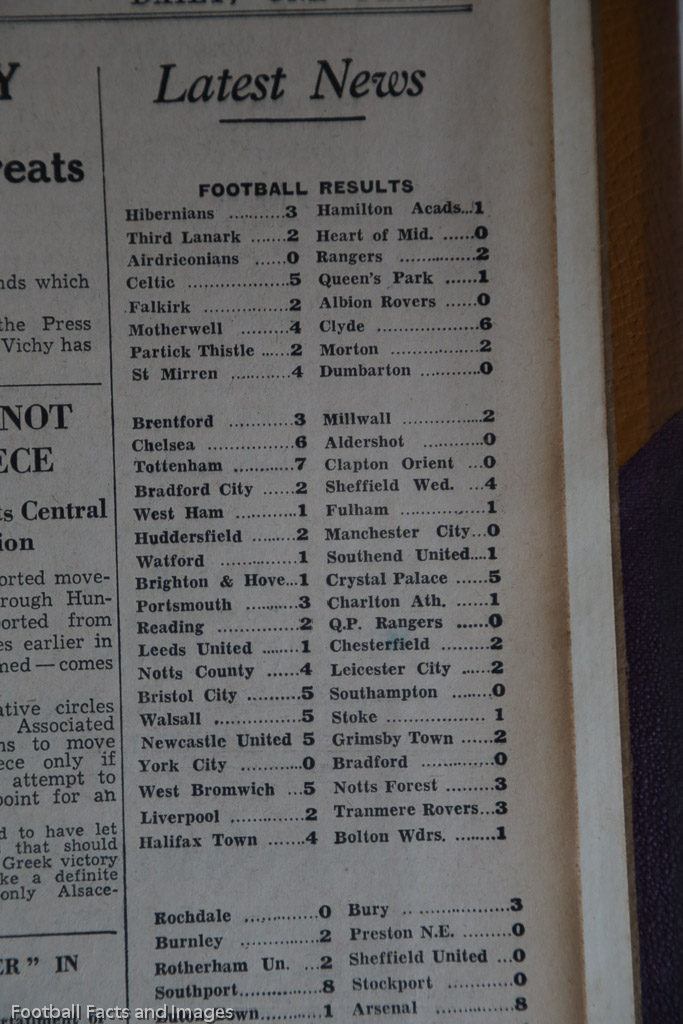 Y
reats
nds which
the Press
Vichy has
NOT
ECE
ts Central
ion
orted move-
rough Hun-
ported from
es earlier in
ned — comes
ative circles
Associated
ns to move
ece only if
attempt to
point for an
d to have let
that should
Greek victory
ke a definite
only Alsace-
ER" IN
Latest News
FOOTBALL RESULTS
Hibernians ...........3 Hamilton Acads...1
Third Lanark .......2 Heart of Mid. ......0
Airdrieonians ......0 Rangers ...............2
Celtic ..................5 Queen's Park ......1
Falkirk ................2 Albion Rovers ......0
Motherwell .........4 Clyde ..................6
Partick Thistle ......2 Morton ................2
St Mirren ............4 Dumbarton ...........0
Brentford ............3 Millwall ................2
Chelsea ................6 Aldershot ............0
Tottenham ...........7 Clapton Orient ...0
Bradford City ......2 Sheffield Wed. ...4
West Ham ............1 Fulham ................1
Huddersfield .......2 Manchester City...0
Watford ...............1 Southend United....1
Brighton & Hove...1 Crystal Palace ......5
Portsmouth ..........3 Charlton Ath. ......1
Reading ...............2 Q.P. Rangers ......0
Leeds United .......1 Chesterfield .........2
Notts County ......4 Leicester City ......2
Bristol City .........5 Southampton ........0
Walsall ................5 Stoke .................. 1
Newcastle United 5 Grimsby Town ......2
York City ............0 Bradford ..............0
West Bromwich ...5 Notts Forest .........3
Liverpool .............2 Tranmere Rovers...3
Halifax Town .......4 Bolton Wdrs. ........1
Rochdale .............0 Bury ....................3
Burnley ...............2 Preston N.E. .........0
Rotherham Un. ...2 Sheffield United ...0
Southport..............8 Stockport .............0
own............1 Arsenal ................8
Football Facts and Images